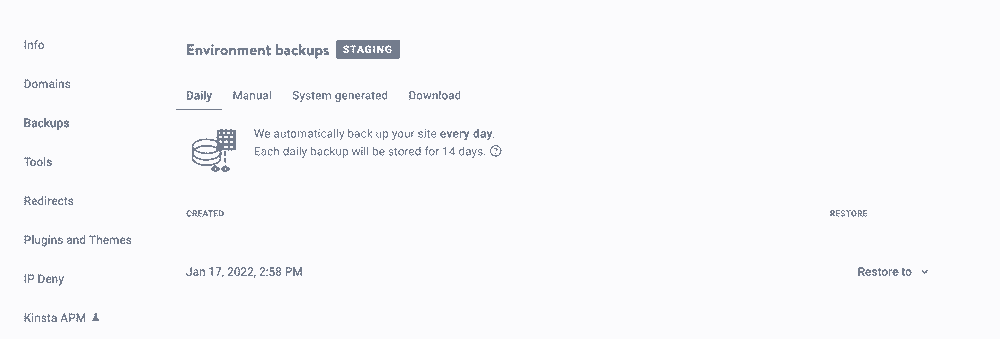 Info
Domains
Backups
Tools
Redirects
Plugins and Themes
IP Deny
Kinsta APM
Environment backups STAGING
Daily Manual System generated Download
We automatically back up your site every day.
Each daily backup will be stored for 14 days.
CREATED RESTORE
Jan 17, 2022, 2:58 PM Restore to